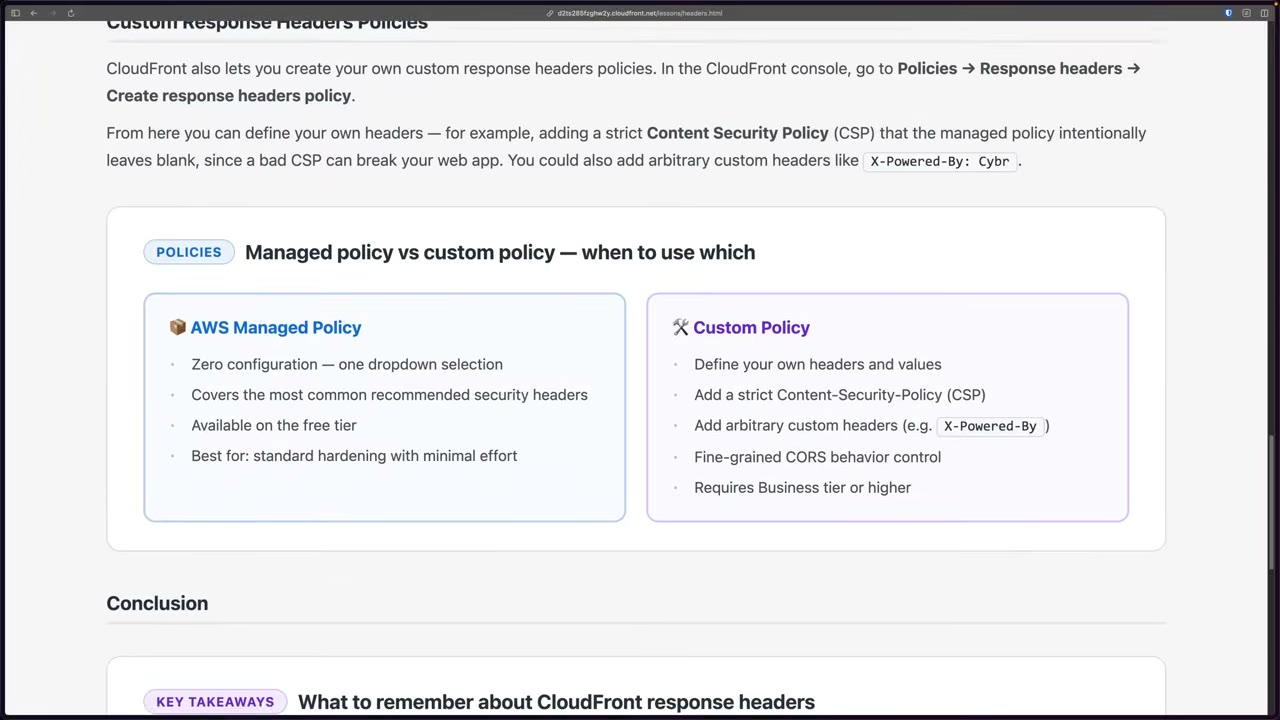 d2ts285fzghw2y.cloudfront.net/lessons/headers.html
Custom Response Headers Policies
CloudFront also lets you create your own custom response headers policies. In the CloudFront console, go to Policies → Response headers →
Create response headers policy.
From here you can define your own headers — for example, adding a strict Content Security Policy (CSP) that the managed policy intentionally
leaves blank, since a bad CSP can break your web app. You could also add arbitrary custom headers like X-Powered-By: Cybr .
POLICIES Managed policy vs custom policy — when to use which
📦 AWS Managed Policy
· Zero configuration — one dropdown selection
· Covers the most common recommended security headers
· Available on the free tier
· Best for: standard hardening with minimal effort
🛠 Custom Policy
· Define your own headers and values
· Add a strict Content-Security-Policy (CSP)
· Add arbitrary custom headers (e.g. X-Powered-By )
· Fine-grained CORS behavior control
· Requires Business tier or higher
Conclusion
KEY TAKEAWAYS What to remember about CloudFront response headers